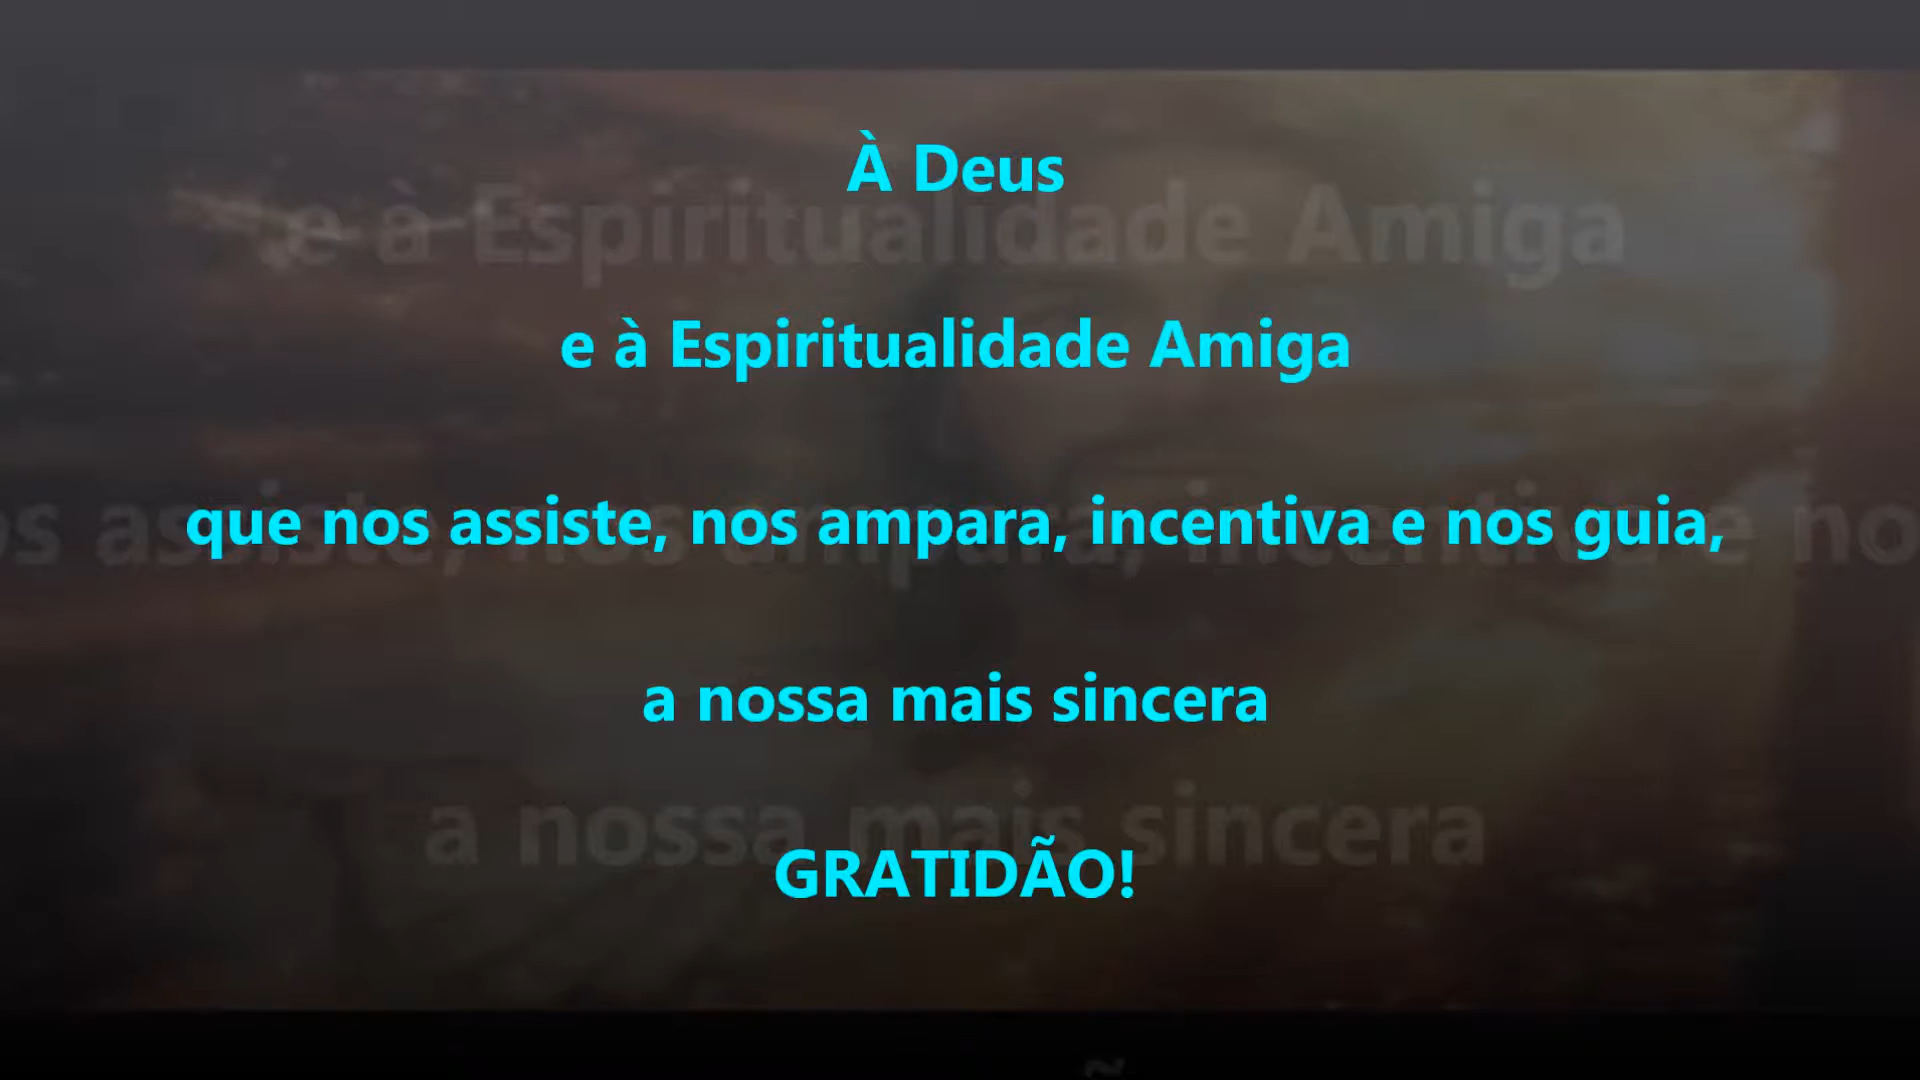 À Deus
e à Espiritualidade Amiga
que nos assiste, nos ampara, incentiva e nos guia,
a nossa mais sincera
GRATIDÃO!